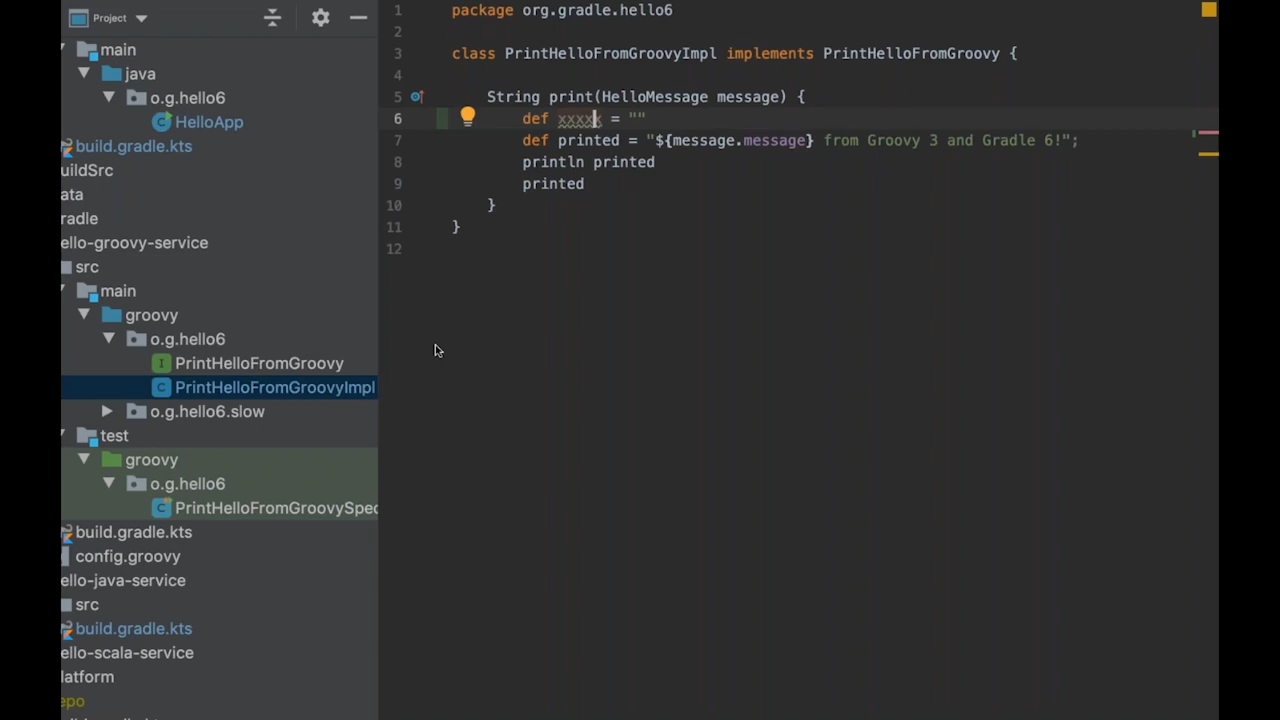 Project
main
java
o.g.hello6
HelloApp
build.gradle.kts
uildSrc
ata
radle
ello-groovy-service
src
main
groovy
o.g.hello6
PrintHelloFromGroovy
PrintHelloFromGroovyImpl
o.g.hello6.slow
test
groovy
o.g.hello6
PrintHelloFromGroovySpec
build.gradle.kts
config.groovy
ello-java-service
src
build.gradle.kts
ello-scala-service
latform
epo
1 package org.gradle.hello6
2
3 class PrintHelloFromGroovyImpl implements PrintHelloFromGroovy {
4
5 String print(HelloMessage message) {
6 def xxxxx = ""
7 def printed = "${message.message} from Groovy 3 and Gradle 6!";
8 println printed
9 printed
10 }
11 }
12